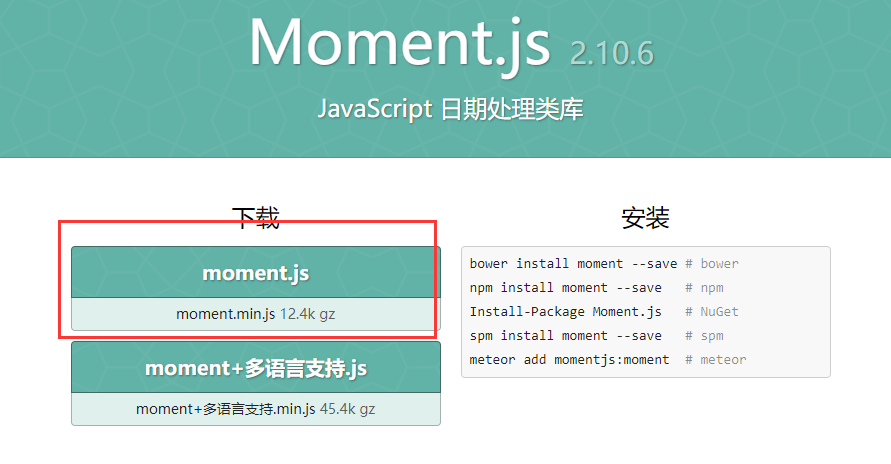 Moment.js 2.10.6
JavaScript 日期处理类库
下载
moment.js
moment.min.js 12.4k gz
moment+多语言支持.js
moment+多语言支持.min.js 45.4k gz
安装
bower install moment --save # bower
npm install moment --save # npm
Install-Package Moment.js # NuGet
spm install moment --save # spm
meteor add momentjs:moment # meteor